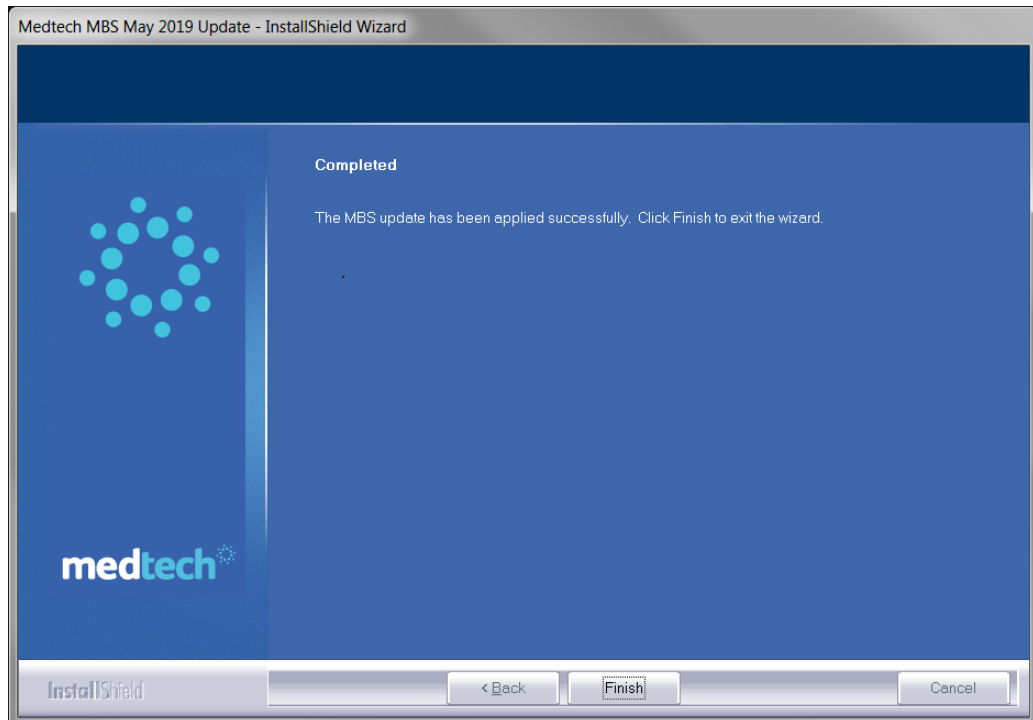 Medtech MBS May 2019 Update - InstallShield Wizard
Completed
The MBS update has been applied successfully. Click Finish to exit the wizard.
medtech
InstallShield
< Back
Finish
Cancel